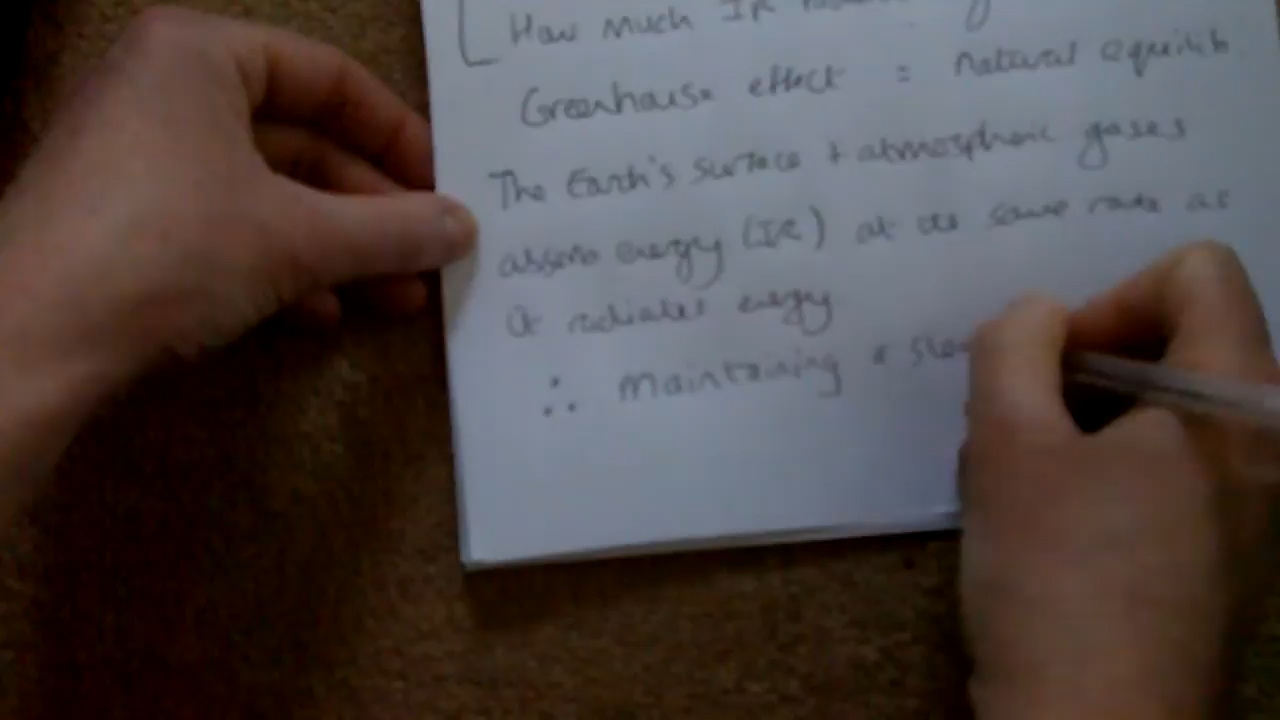 How much IR
Greenhouse effect = natural equilib
The Earth's surface + atmospheric gases
absorb energy (IR) at the same rate as
it radiates energy
∴ maintaining a